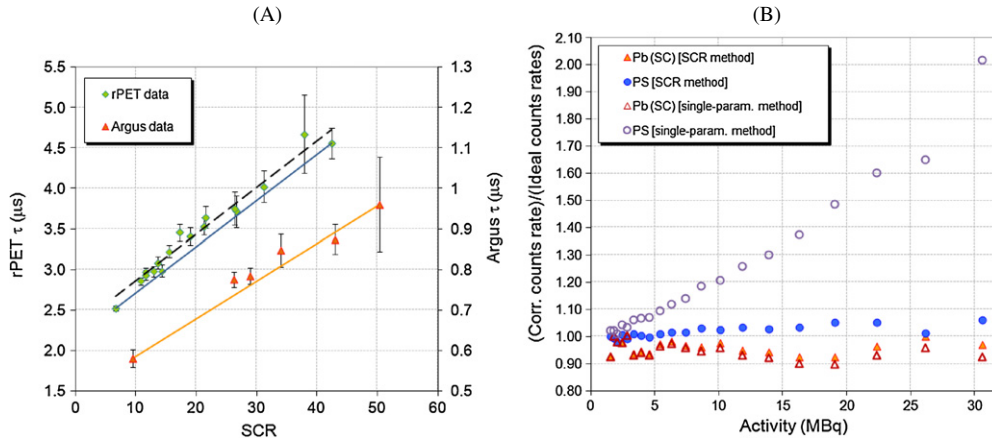 (A)
(B)
5.5
5.0
4.5
4.0
3.5
3.0
2.5
2.0
1.5
rPET τ (μs)
rPET data
Argus data
1.3
1.2
1.1
1
0.9
0.8
0.7
0.6
0.5
Argus τ (μs)
0 10 20 30 40 50 60
SCR
2.10
2.00
1.90
1.80
1.70
1.60
1.50
1.40
1.30
1.20
1.10
1.00
0.90
0.80
(Corr. counts rate)/(Ideal counts rates)
Pb (SC) [SCR method]
PS [SCR method]
Pb (SC) [single-param. method]
PS [single-param. method]
0 5 10 15 20 25 30
Activity (MBq)